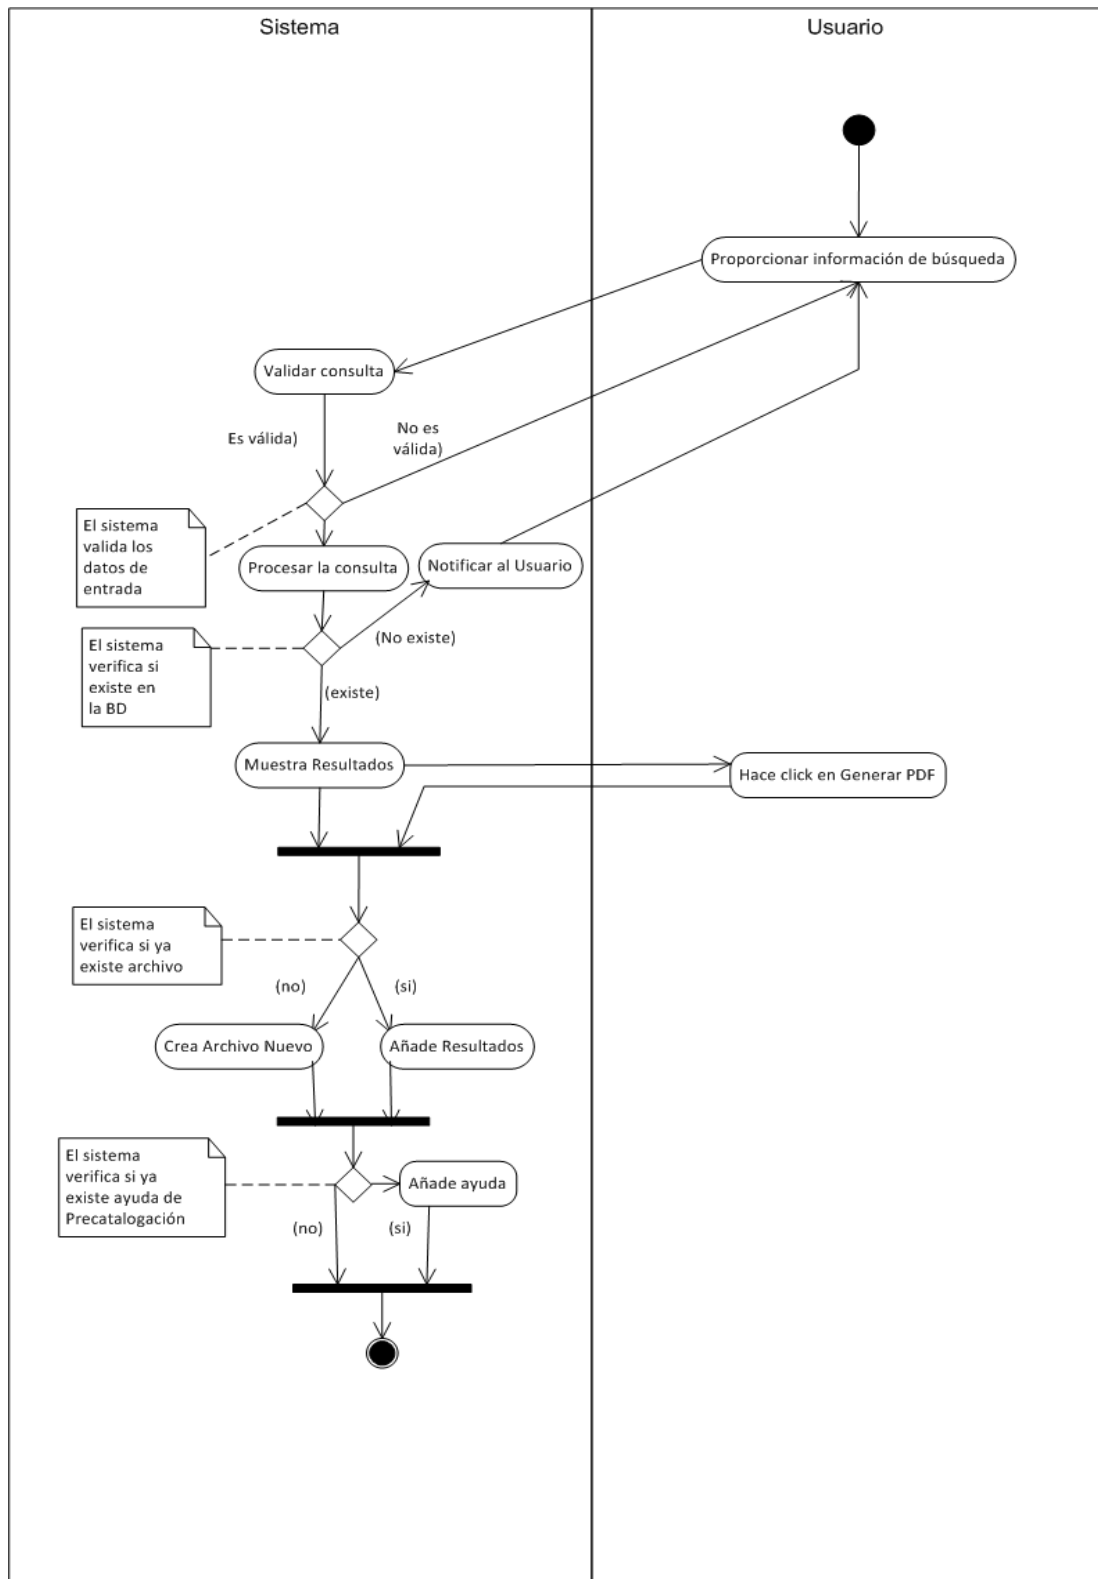 Sistema
Usuario
Proporcionar información de búsqueda
Validar consulta
Es válida)
No es
válida)
El sistema
valida los
datos de
entrada
Procesar la consulta
Notificar al Usuario
(No existe)
El sistema
verifica si
existe en
la BD
(existe)
Muestra Resultados
Hace click en Generar PDF
El sistema
verifica si ya
existe archivo
(no)
(si)
Crea Archivo Nuevo
Añade Resultados
El sistema
verifica si ya
existe ayuda de
Precatalogación
Añade ayuda
(no)
(si)